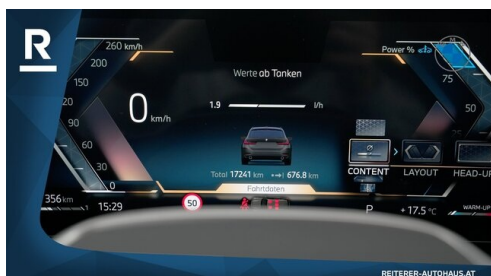 R
260 km/h
Power %
200
Werte ab Tanken
75
150
0 km/h
1.9 l/h
50
20
90
60
CONTENT
LAYOUT
HEAD-U
30
Total 17241 km 676.8 km
0
Fahrtdaten
356 km
15:29
50
P
+ 17.5 °C
WARM-UP
REITERER-AUTOHAUS.AT